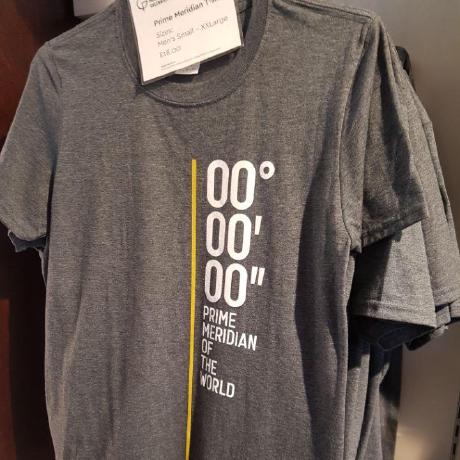 Prime Meridian
Sizes:
Men's Small - XXLarge
£18.00
00°
00'
00"
PRIME
MERIDIAN
OF
THE
WORLD